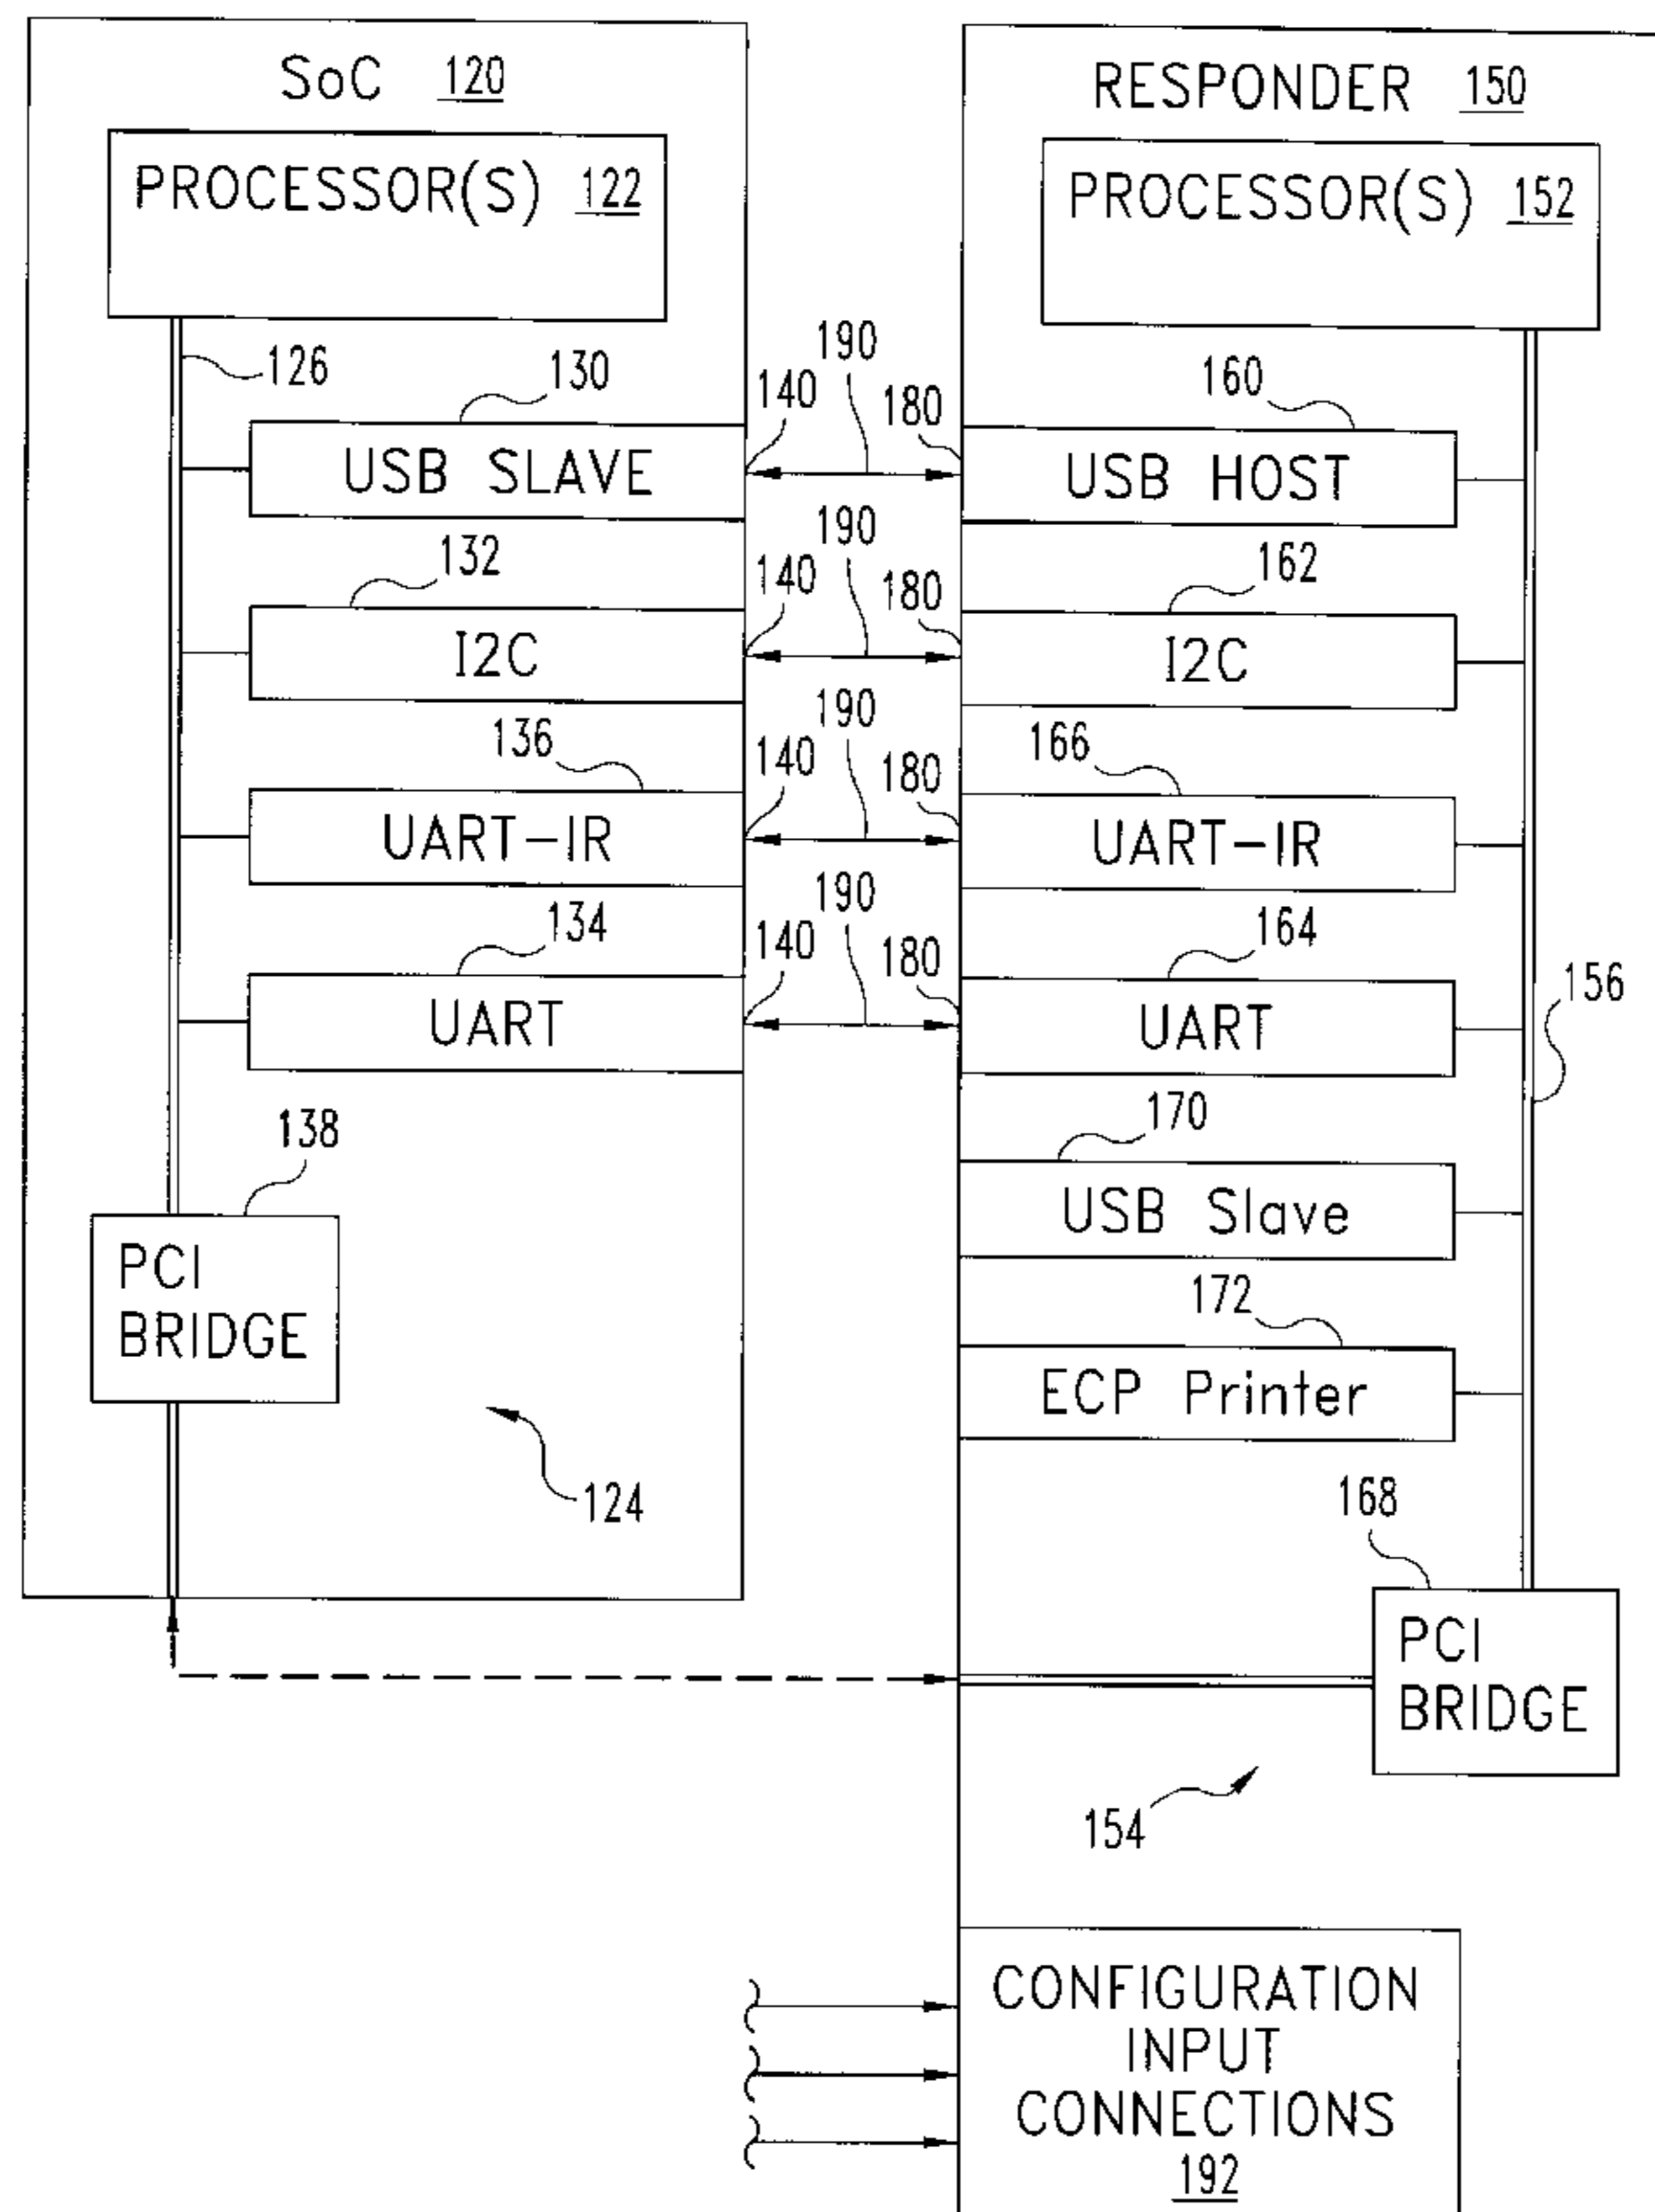 SoC 120
PROCESSOR(S) 122
126
130
USB SLAVE
132
I2C
136
UART-IR
134
UART
138
PCI
BRIDGE
124
140
190
180
140
190
180
140
190
180
140
190
180
RESPONDER 150
PROCESSOR(S) 152
160
USB HOST
162
I2C
166
UART-IR
164
UART
156
170
USB Slave
172
ECP Printer
168
PCI
BRIDGE
154
CONFIGURATION
INPUT
CONNECTIONS
192